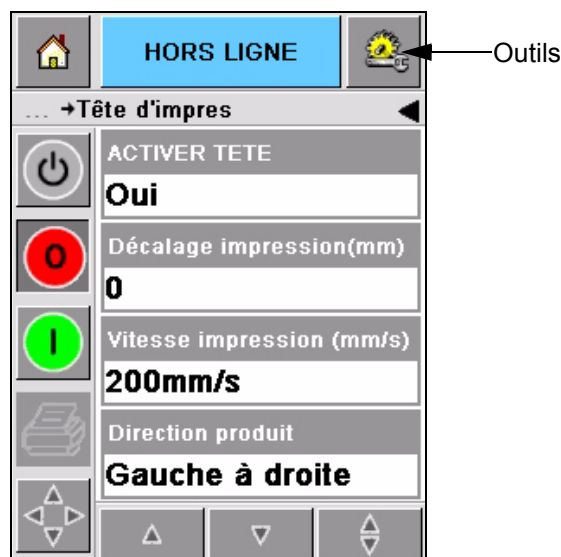 HORS LIGNE
Outils
... →Tête d'impres
ACTIVER TETE
Oui
Décalage impression(mm)
0
O
Vitesse impression (mm/s)
I
200mm/s
Direction produit
Gauche à droite